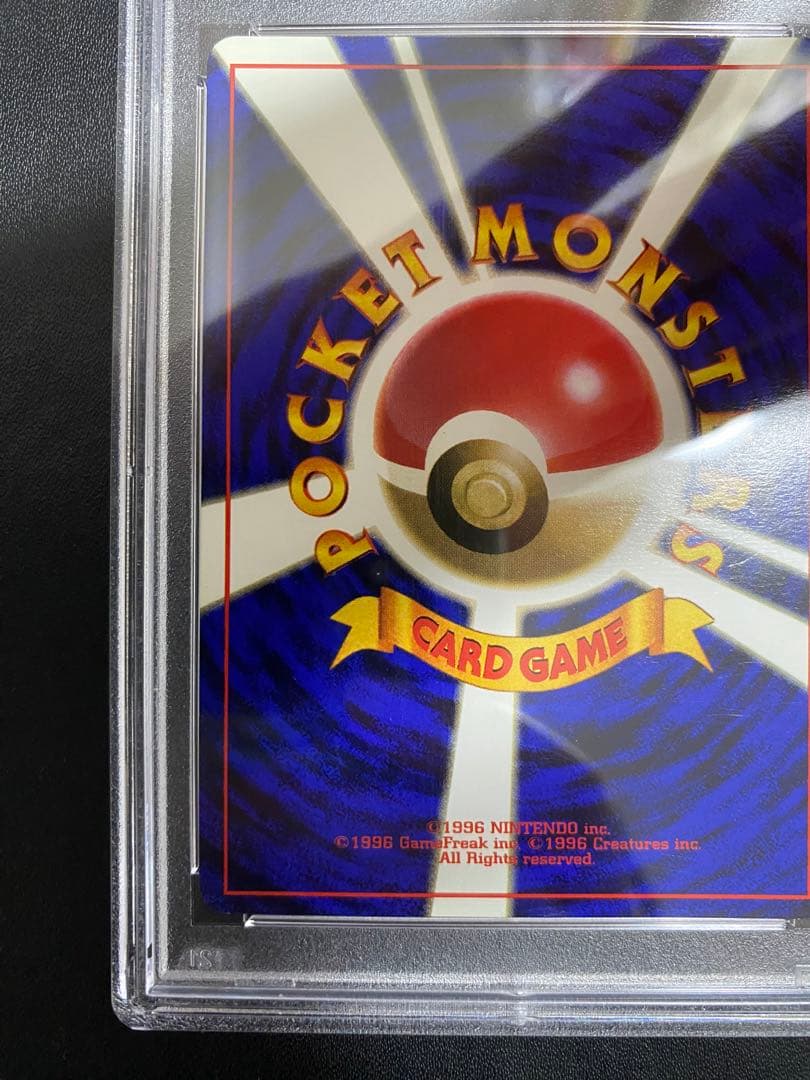 POCKET MONSTERS
CARD GAME
©1996 NINTENDO inc.
©1996 GameFreak inc. ©1996 Creatures inc.
All Rights reserved.